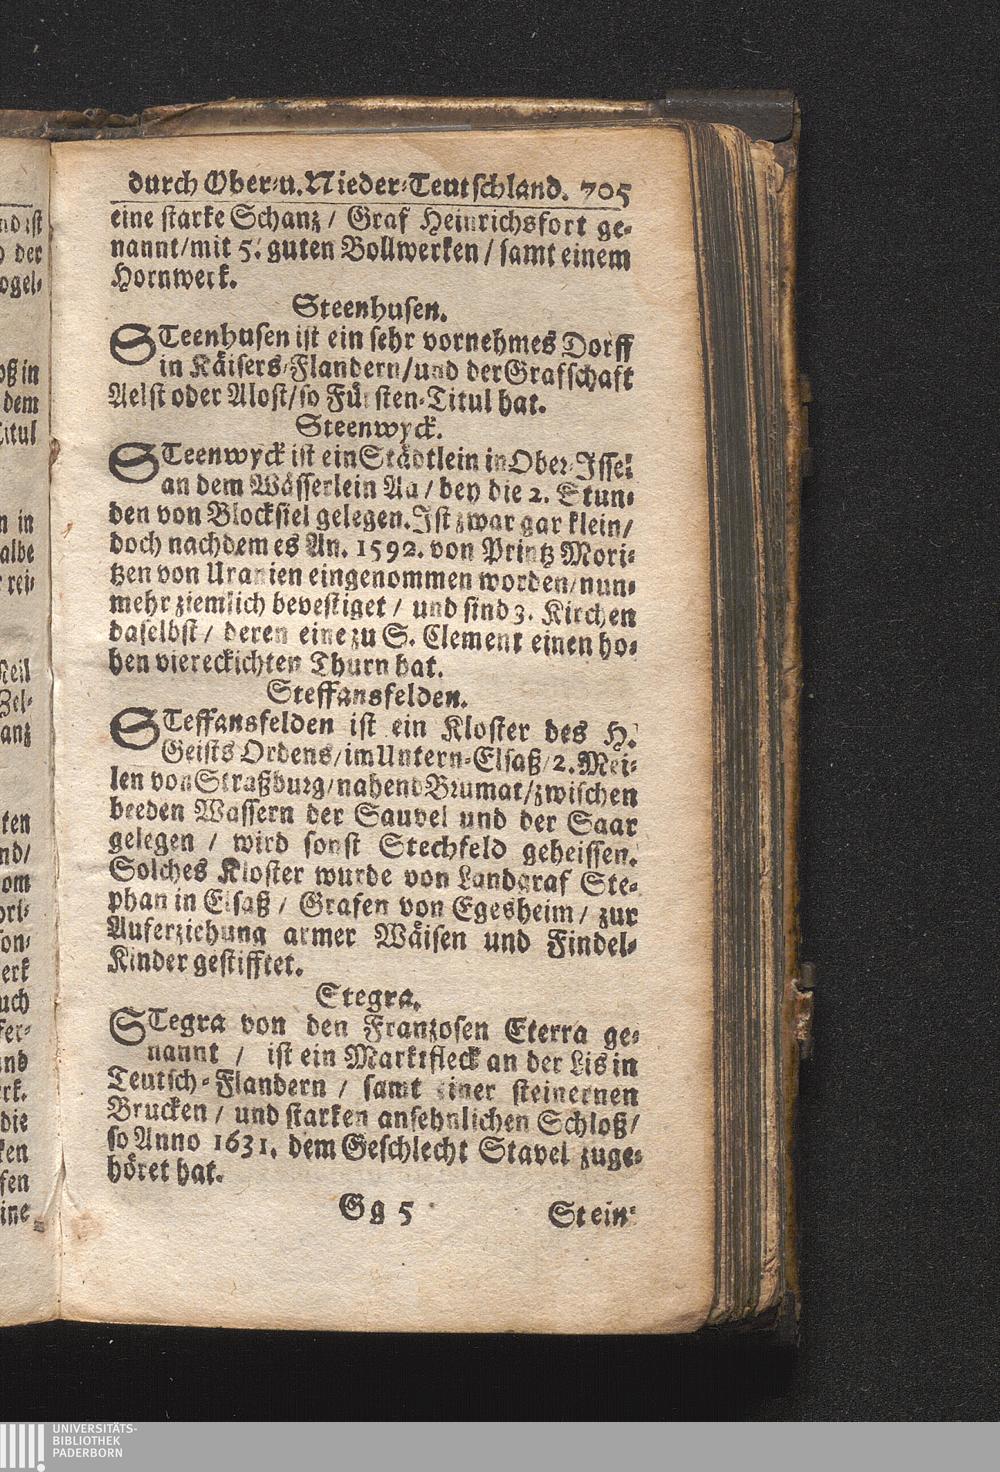 durch Ober-u. Nieder-Teutschland. 705
eine starke Schanz / Graf Heinrichsfort ge-
nannt/mit 5. guten Bollwerken / samt einem
Hornwerk.
Steenhusen.
STeenhusen ist ein sehr vornehmes Dorff
in Käisers-Flandern/und der Grafschaft
Aelst oder Alost/so Fürsten-Titul hat.
Steenwyck.
STeenwyck ist ein Städtlein in Ober-Issel
an dem Wässerlein Aa / bey die 2. Stun-
den von Blocksiel gelegen. Ist zwar gar klein/
doch nachdem es An. 1592. von Printz Mori-
tzen von Uranien eingenommen worden/nun-
mehr ziemlich bevestiget / und sind 3. Kirchen
daselbst / deren eine zu S. Clement einen ho-
hen viereckichten Thurn hat.
Steffansfelden.
STeffansfelden ist ein Kloster des H.
Geists Ordens/im Untern-Elsaß/2. Mei-
len von Straßburg/nahend Brumat/zwischen
beeden Wassern der Sauvel und der Saar
gelegen / wird sonst Stechfeld geheissen.
Solches Kloster wurde von Landgraf Ste-
phan in Elsaß / Grafen von Egesheim / zur
Auferziehung armer Wäisen und Findel-
Kinder gestifftet.
Stegra.
STegra von den Franzosen Eterra ge-
nannt / ist ein Marktfleck an der Lis in
Teutsch-Flandern / samt einer steinernen
Brucken / und starken ansehnlichen Schloß/
so Anno 1631. dem Geschlecht Stavel zuge-
höret hat.
Gg 5 Stein-
UNIVERSITÄTS-
BIBLIOTHEK
PADERBORN